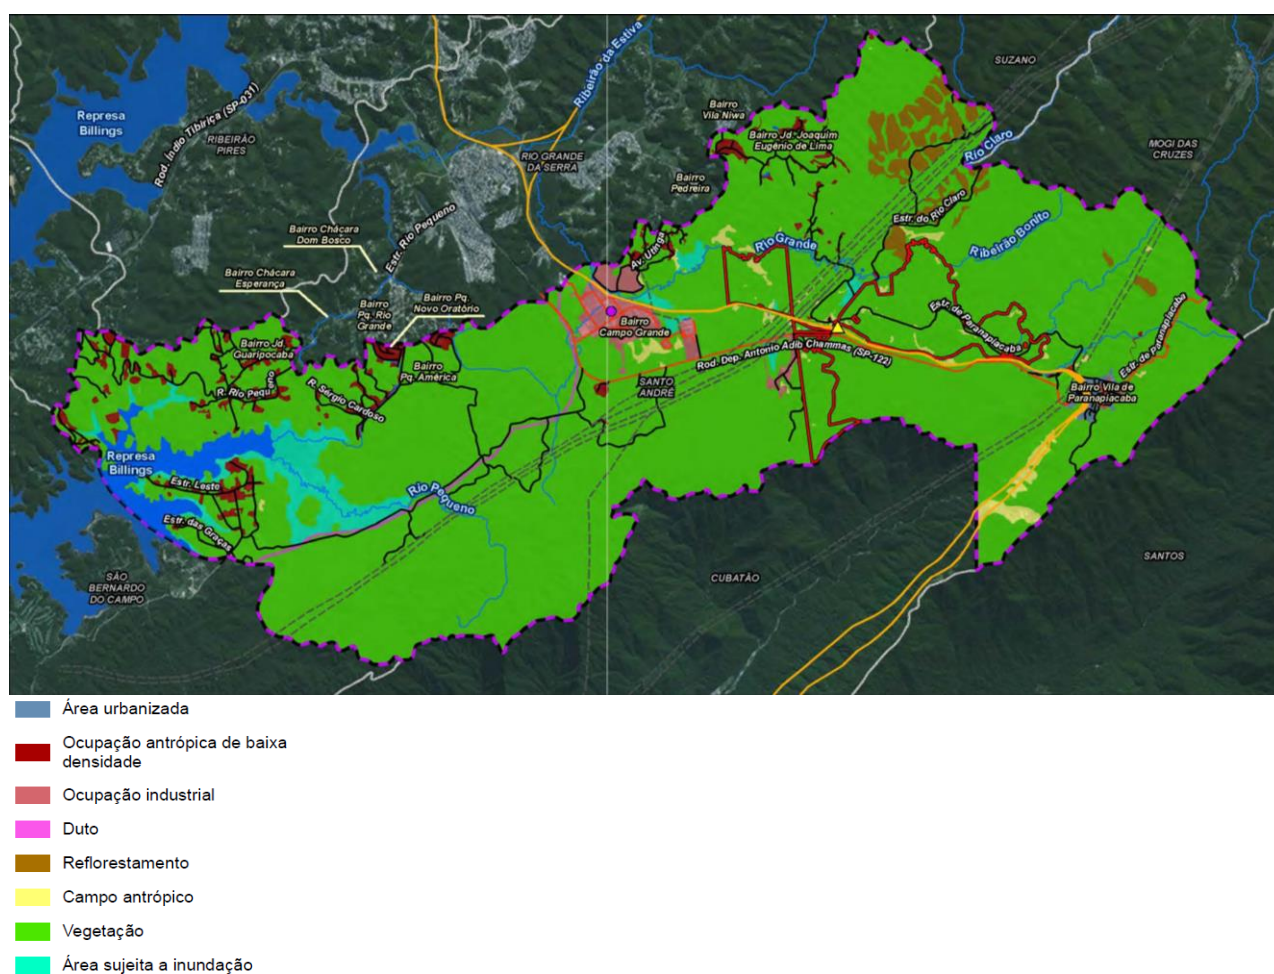 SUZANO
Ribeirão da Estiva
Represa
Billings
Rod. Índio Tibiriça (SP-031)
RIBEIRÃO
PIRES
Bairro
Vila Niwa
Bairro Jd. Joaquim
Eugênio de Lima
Rio Claro
MOGI DAS
CRUZES
RIO GRANDE
DA SERRA
Bairro
Pedreira
Estr. do Rio Claro
Ribeirão Bonito
Estr. Rio Pequeno
Bairro Chácara
Dom Bosco
Av. Utinga
Rio Grande
Bairro Chácara
Esperança
Bairro
Pq. Rio
Grande
Bairro Pq.
Novo Oratório
Bairro
Campo Grande
Estr. de Paranapiacaba
Estr. de Paranapiacaba
Bairro Jd.
Guaripocaba
Bairro
Pq. América
Rod. Dep. Antonio Adib Chammas (SP-122)
R. Rio Pequeno
R. Sérgio Cardoso
SANTO
ANDRÉ
Bairro Vila de
Paranapiacaba
Represa
Billings
Estr. Leste
Rio Pequeno
Estr. das Graças
SÃO
BERNARDO
DO CAMPO
CUBATÃO
SANTOS
Área urbanizada
Ocupação antrópica de baixa
densidade
Ocupação industrial
Duto
Reflorestamento
Campo antrópico
Vegetação
Área sujeita a inundação